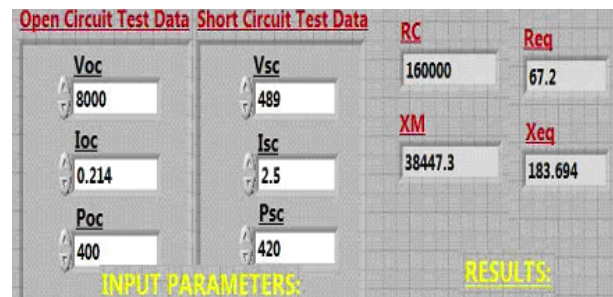 Open Circuit Test Data
Short Circuit Test Data
Voc
8000
Ioc
0.214
Poc
400
Vsc
489
Isc
2.5
Psc
420
RC
160000
Req
67.2
XM
38447.3
Xeq
183.694
INPUT PARAMETERS:
RESULTS: